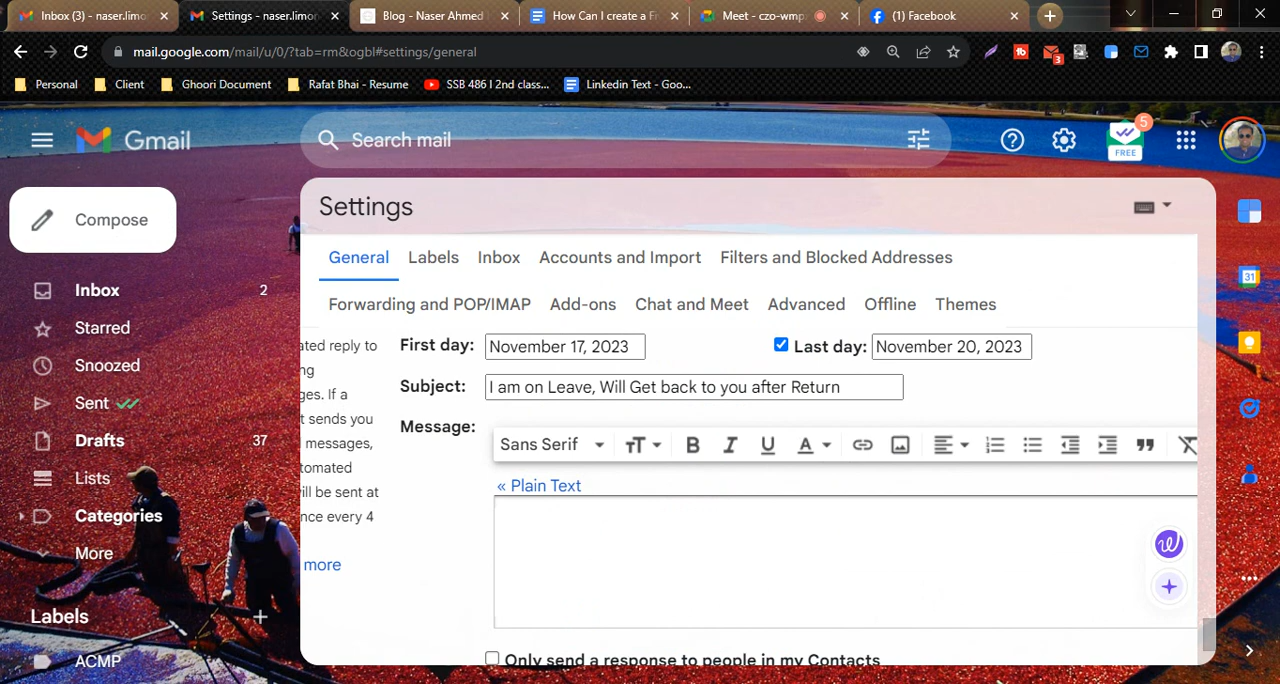 Inbox (3) - naser.limo
Settings - naser.limon
Blog - Naser Ahmed
How Can I create a Fr
Meet - czo-wmp
(1) Facebook
mail.google.com/mail/u/0/?tab=rm&ogbl#settings/general
3
Personal
Client
Ghoori Document
Rafat Bhai - Resume
SSB 486 I 2nd class...
Linkedin Text - Goo...
Gmail
Search mail
5
FREE
Compose
Settings
General Labels Inbox Accounts and Import Filters and Blocked Addresses
Forwarding and POP/IMAP Add-ons Chat and Meet Advanced Offline Themes
Inbox 2
Starred
Snoozed
Sent
Drafts 37
Lists
Categories
More
Labels
ACMP
ated reply to
ng
ges. If a
t sends you
messages,
tomated
ill be sent at
nce every 4
more
First day: November 17, 2023 Last day: November 20, 2023
Subject: I am on Leave, Will Get back to you after Return
Message:
Sans Serif
« Plain Text
Only send a response to people in my Contacts
31